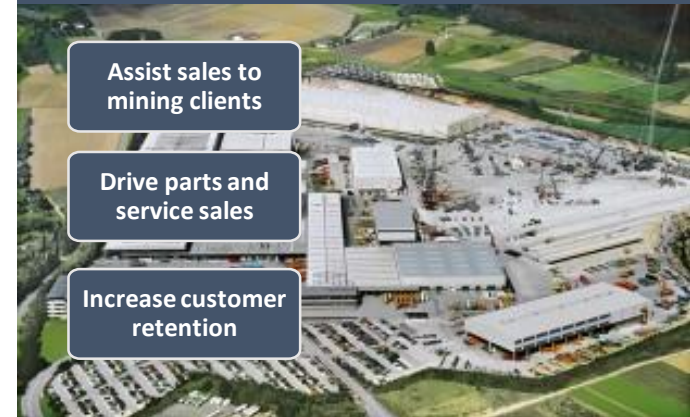 Assist sales to
mining clients
Drive parts and
service sales
Increase customer
retention